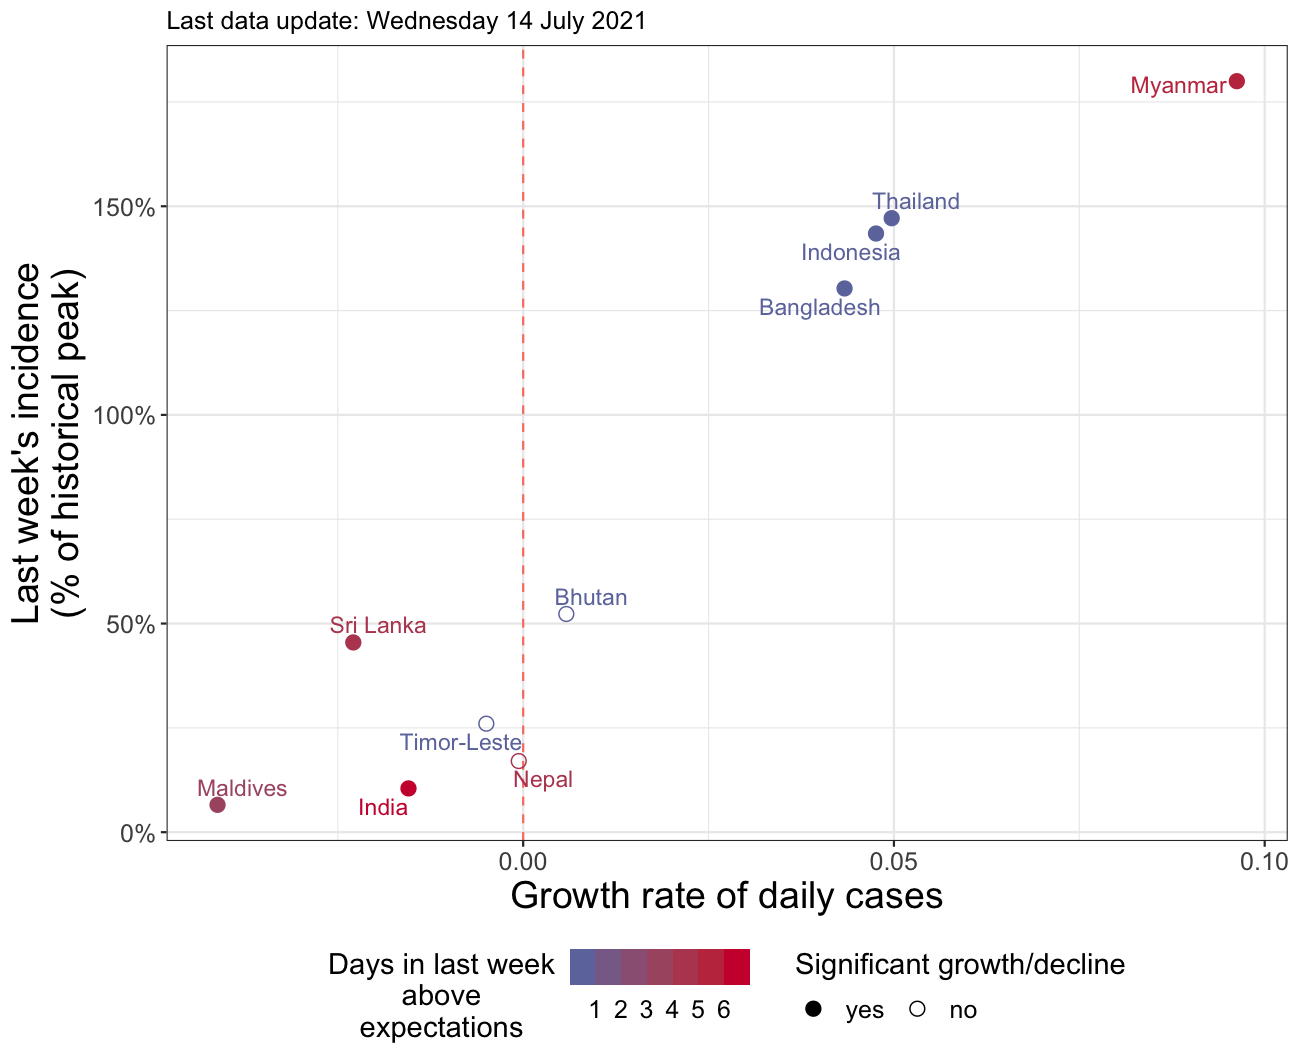 Last data update: Wednesday 14 July 2021
Myanmar
150%
Thailand
Indonesia
Bangladesh
Last week's incidence
(% of historical peak)
100%
Bhutan
50%
Sri Lanka
Timor-Leste
Nepal
Maldives
India
0%
0.00 0.05 0.10
Growth rate of daily cases
Days in last week
above
expectations
1 2 3 4 5 6
Significant growth/decline
yes no